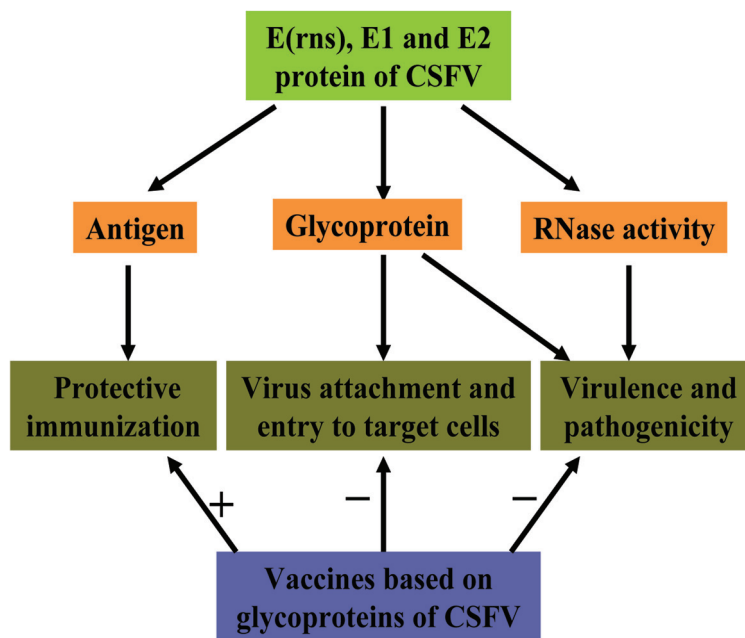 E(rns), E1 and E2
protein of CSFV
Antigen
Glycoprotein
RNase activity
Protective
immunization
Virus attachment and
entry to target cells
Virulence and
pathogenicity
+
−
−
Vaccines based on
glycoproteins of CSFV